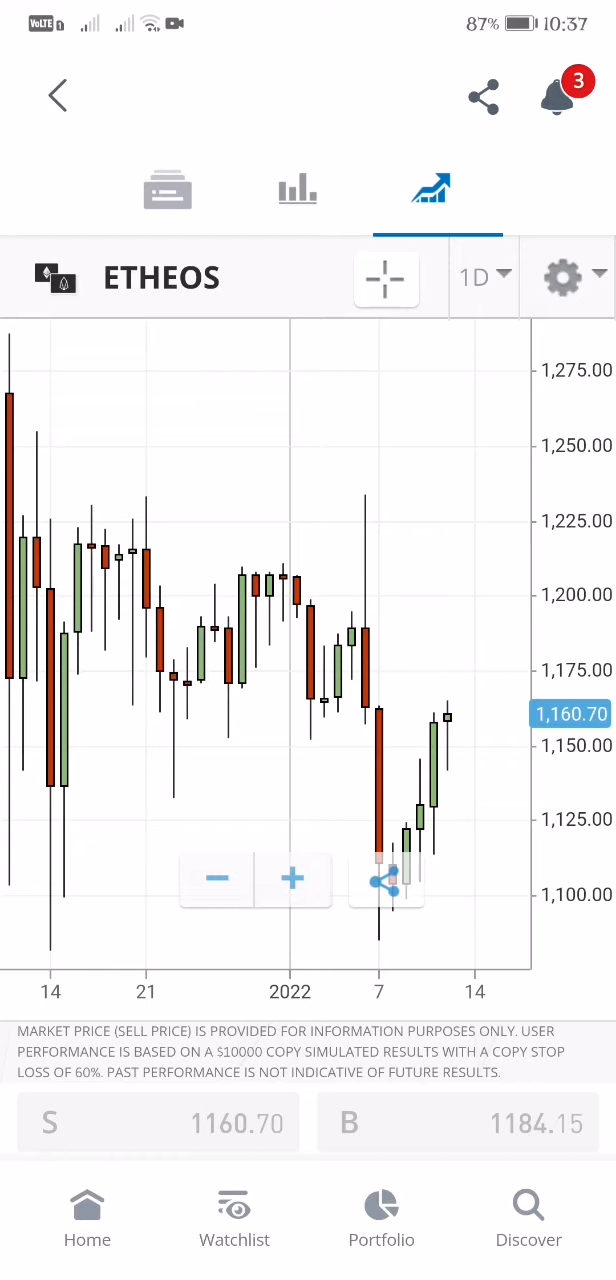 VoLTE 1 87% 10:37
3
ETHEOS 1D
1,275.00
1,250.00
1,225.00
1,200.00
1,175.00
1,160.70
1,150.00
1,125.00
1,100.00
14 21 2022 7 14
MARKET PRICE (SELL PRICE) IS PROVIDED FOR INFORMATION PURPOSES ONLY. USER
PERFORMANCE IS BASED ON A $10000 COPY SIMULATED RESULTS WITH A COPY STOP
LOSS OF 60%. PAST PERFORMANCE IS NOT INDICATIVE OF FUTURE RESULTS.
S 1160.70 B 1184.15
Home Watchlist Portfolio Discover